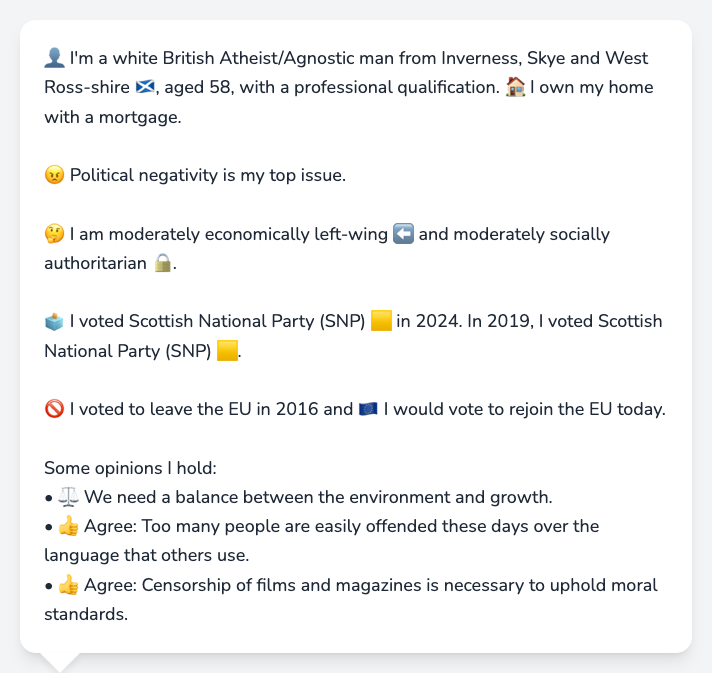 👤 I'm a white British Atheist/Agnostic man from Inverness, Skye and West
Ross-shire 🏴󠁧󠁢󠁳󠁣󠁴󠁿, aged 58, with a professional qualification. 🏠 I own my home
with a mortgage.
😠 Political negativity is my top issue.
🤔 I am moderately economically left-wing ⬅️ and moderately socially
authoritarian 🔒.
🗳️ I voted Scottish National Party (SNP) 🟨 in 2024. In 2019, I voted Scottish
National Party (SNP) 🟨.
🚫 I voted to leave the EU in 2016 and 🇪🇺 I would vote to rejoin the EU today.
Some opinions I hold:
• ⚖️ We need a balance between the environment and growth.
• 👍 Agree: Too many people are easily offended these days over the
language that others use.
• 👍 Agree: Censorship of films and magazines is necessary to uphold moral
standards.